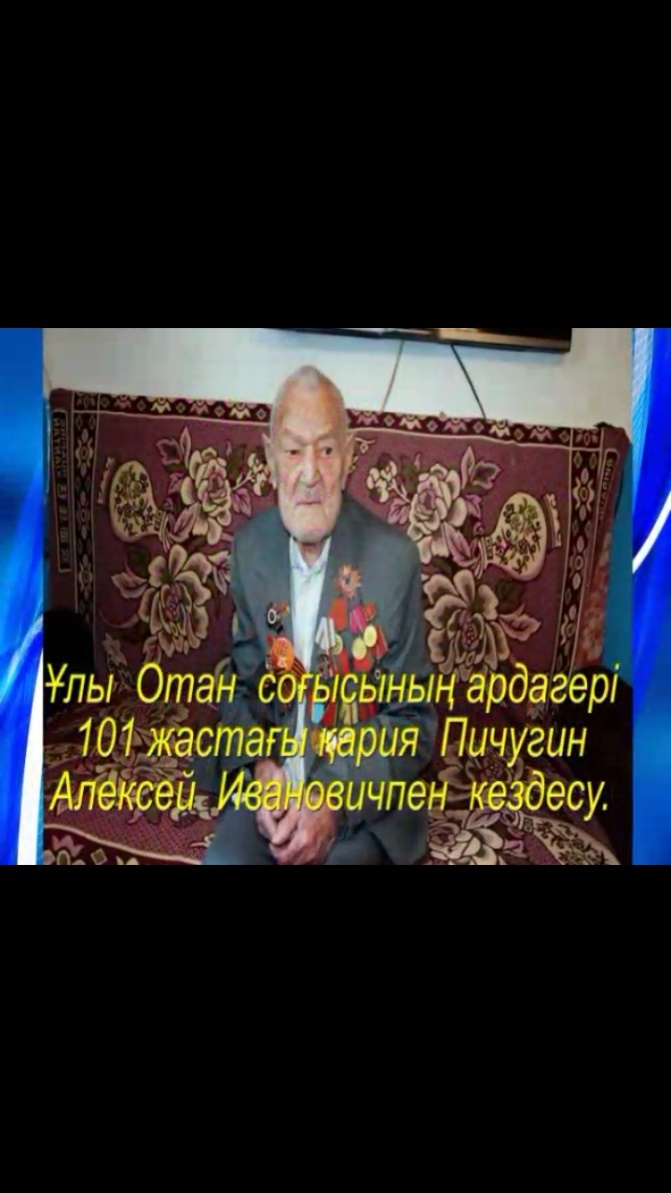 Ұлы Отан соғысының ардагері
101 жастағы қария Пичугин
Алексей Ивановичпен кездесу.